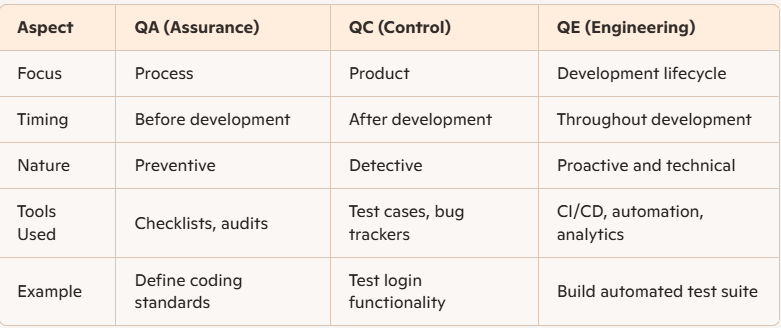 Aspect QA (Assurance) QC (Control) QE (Engineering)
Focus Process Product Development lifecycle
Timing Before development After development Throughout development
Nature Preventive Detective Proactive and technical
Tools
Used
Checklists, audits
Test cases, bug
trackers
CI/CD, automation,
analytics
Example
Define coding
standards
Test login
functionality
Build automated test suite